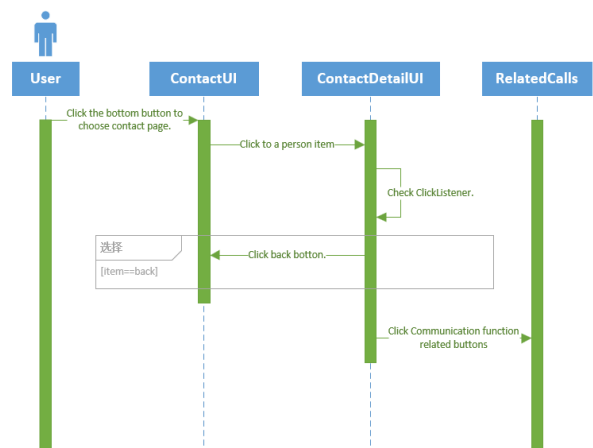 User
ContactUI
ContactDetailUI
RelatedCalls
Click the bottom button to
choose contact page.
Click to a person item
Check ClickListener.
选择
[item==back]
Click back botton.
Click Communication function
related buttons